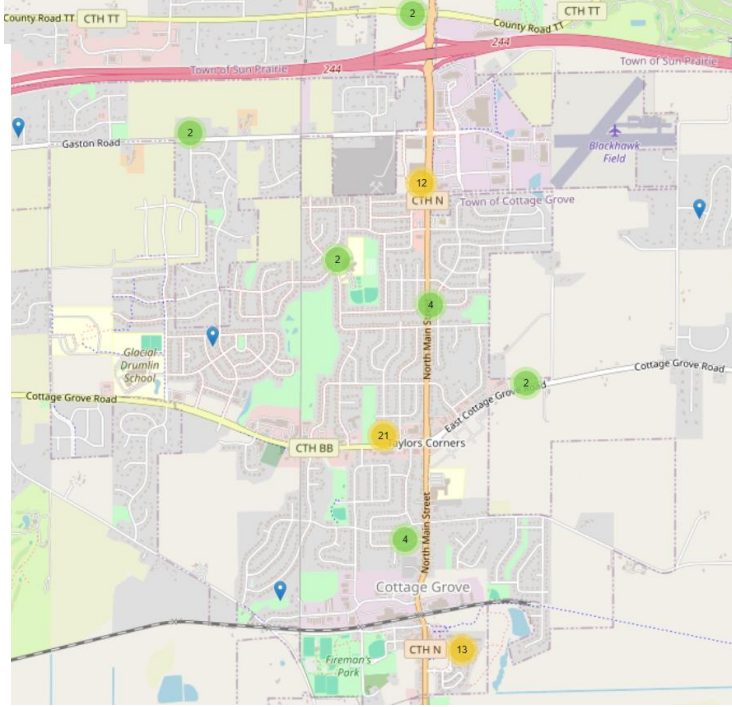 2
County Road TT
CTH TT
CTH TT
County Road TT
244
244
Town of Sun Prairie
Town of Sun Prairie
2
Gaston Road
Blackhawk
Field
12
CTH N
Town of Cottage Grove
2
4
North Main St
Glacial
Drumlin
School
Cottage Grove Road
2
East Cottage Grove Road
Cottage Grove Road
21
aylors Corners
CTH BB
North Main Street
4
Cottage Grove
CTH N
13
Fireman's
Park